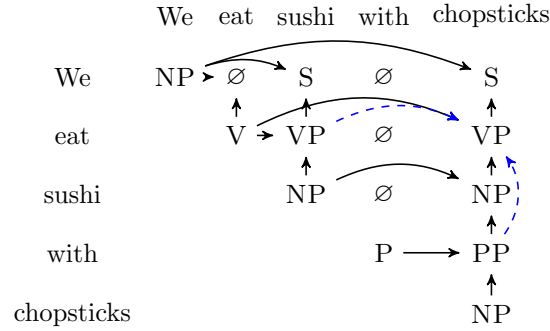 We eat sushi with chopsticks
We NP ∅ S ∅ S
eat V VP ∅ VP
sushi NP ∅ NP
with P PP
chopsticks NP